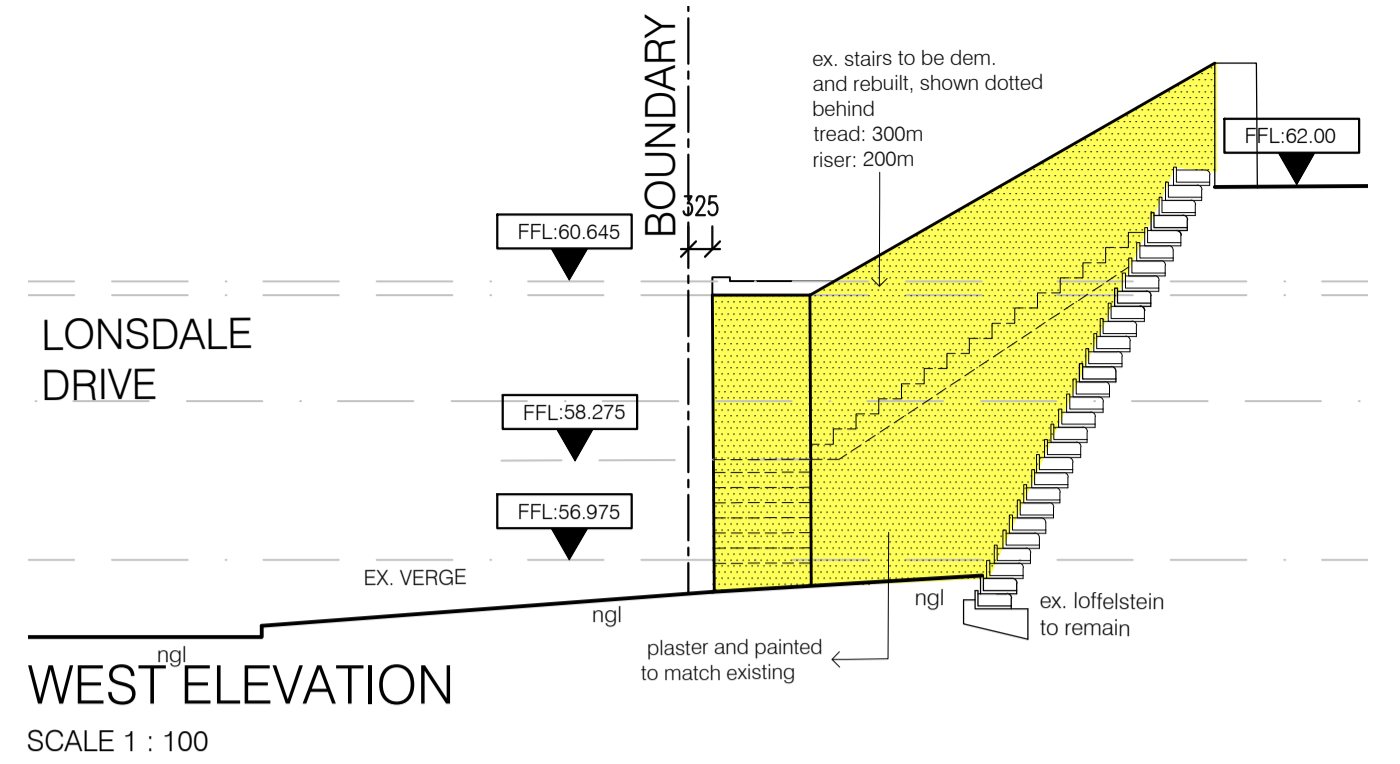 BOUNDARY
ex. stairs to be dem.
and rebuilt, shown dotted
behind
tread: 300m
riser: 200m
FFL:62.00
325
FFL:60.645
LONSDALE
DRIVE
FFL:58.275
FFL:56.975
EX. VERGE
ngl
ngl
ex. loffelstein
to remain
plaster and painted
to match existing
ngl
WEST ELEVATION
SCALE 1 : 100